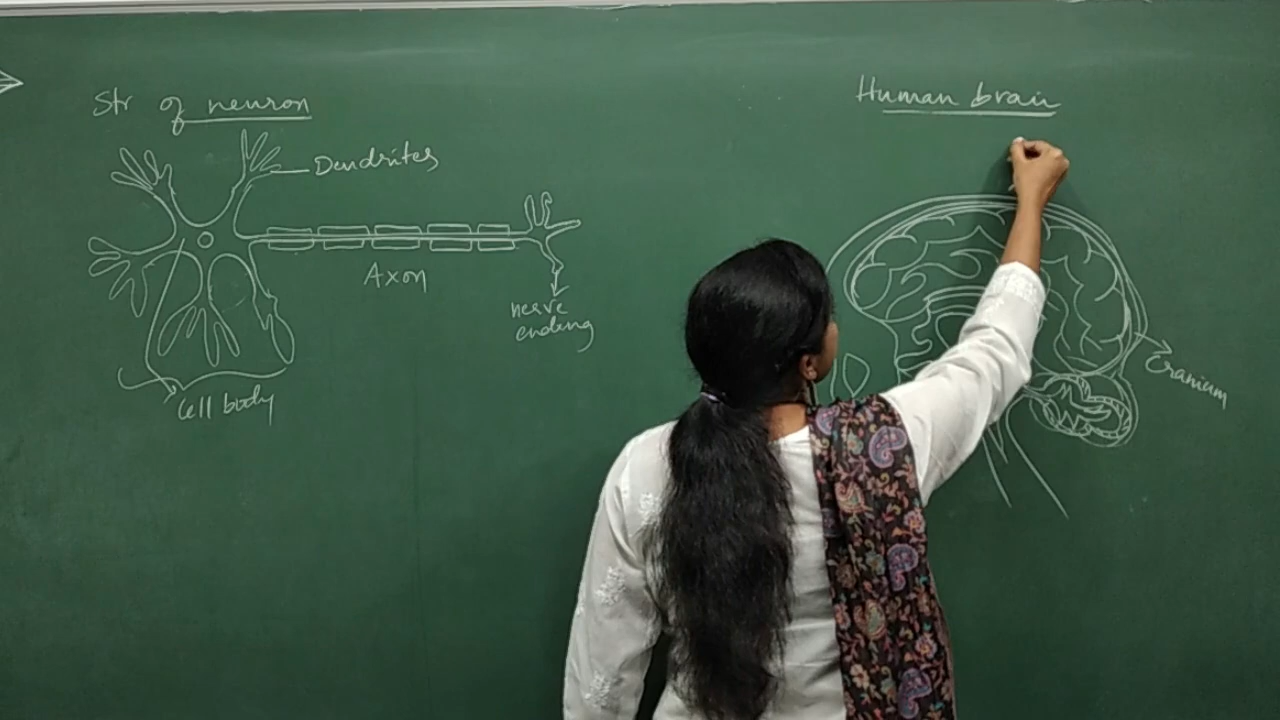 Str of neuron
Dendrites
Axon
nerve
ending
Cell body
Human brain
Cranium